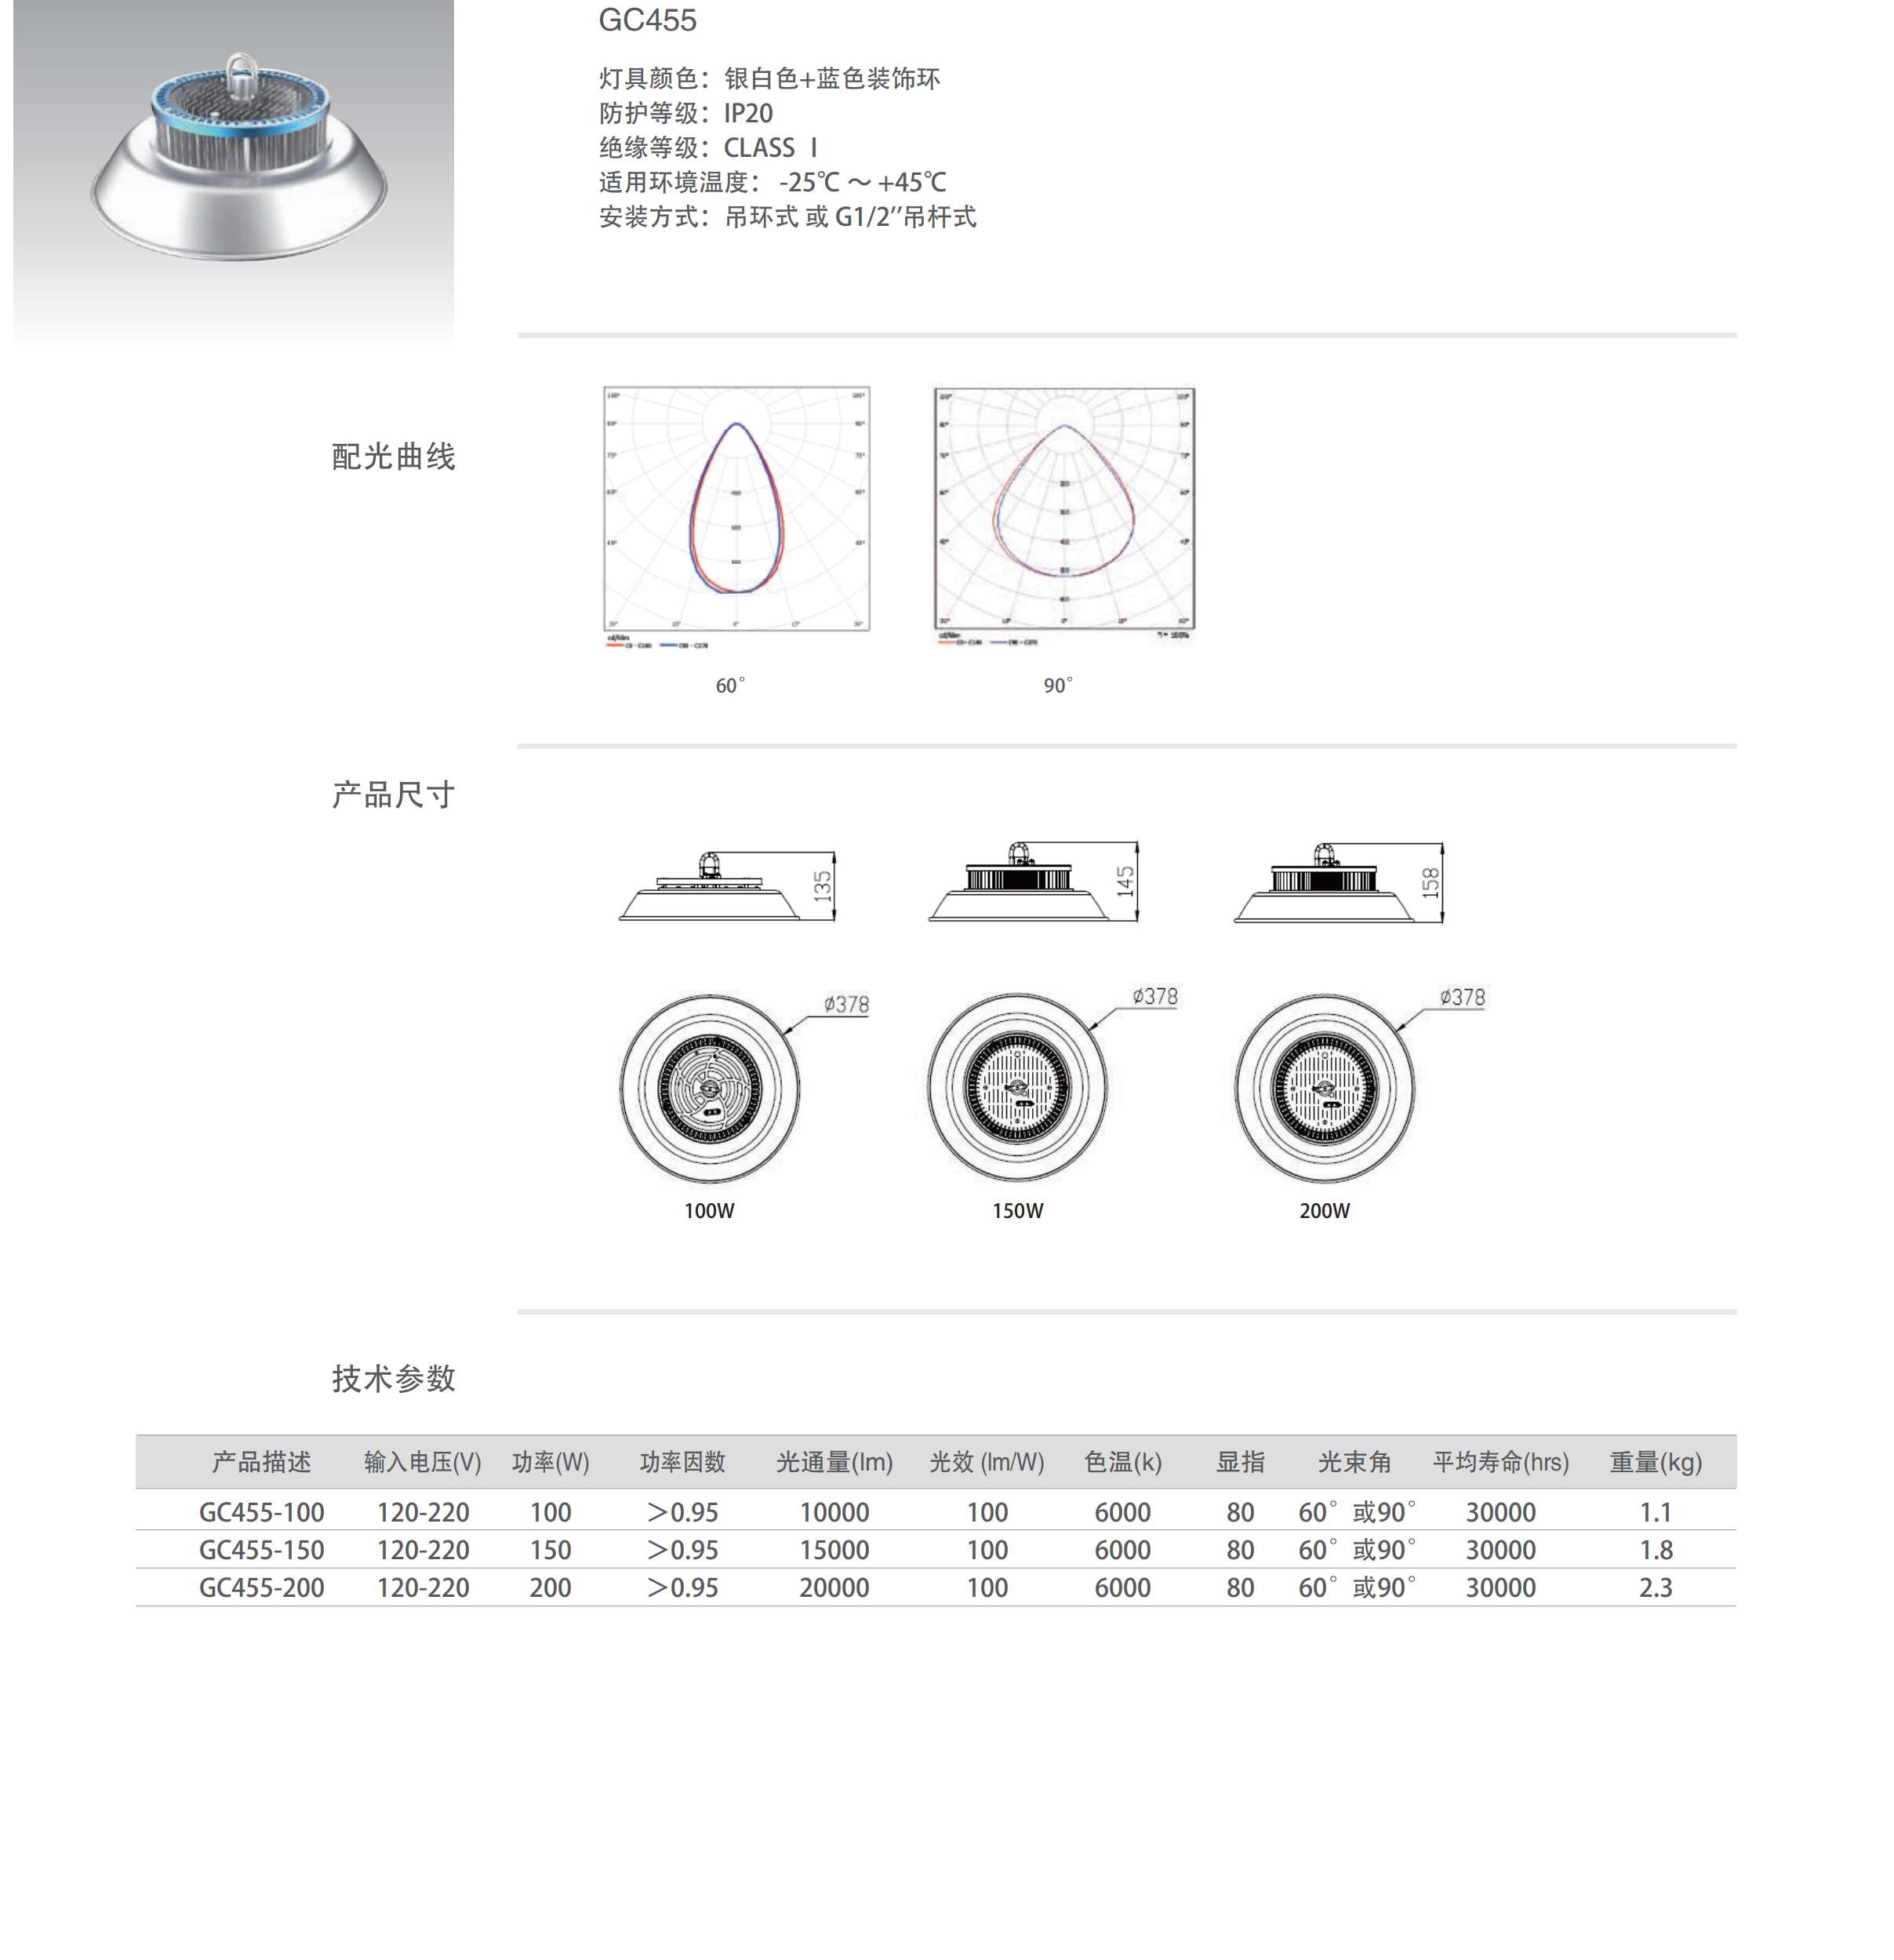 GC455
灯具颜色：银白色+蓝色装饰环
防护等级：IP20
绝缘等级：CLASS Ⅰ
适用环境温度： -25℃ ～ +45℃
安装方式：吊环式 或 G1/2″吊杆式
配光曲线
60°
90°
产品尺寸
135
145
158
ϕ378
ϕ378
ϕ378
100W
150W
200W
技术参数
产品描述 输入电压(V) 功率(W) 功率因数 光通量(lm) 光效 (lm/W) 色温(k) 显指 光束角 平均寿命(hrs) 重量(kg)
GC455-100 120-220 100 ＞0.95 10000 100 6000 80 60°或90° 30000 1.1
GC455-150 120-220 150 ＞0.95 15000 100 6000 80 60°或90° 30000 1.8
GC455-200 120-220 200 ＞0.95 20000 100 6000 80 60°或90° 30000 2.3